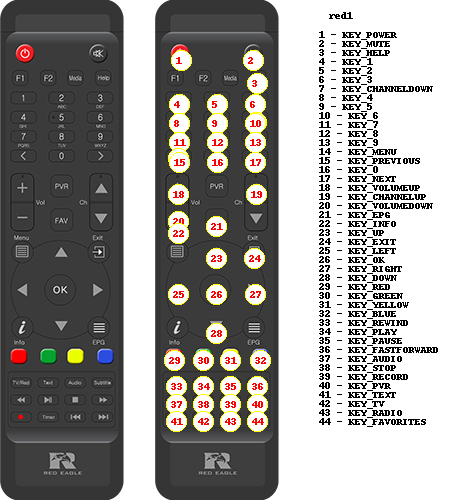 red1
F1 F2 Media Help
1 2 3
ABC DEF
4 5 6
GHI JKL MNO
7 8 9
PQRS TUV WXYZ
< 0 >
+ PVR
Vol Ch
− FAV
Menu Exit
OK
Info EPG
TV/Rad Text Audio Subtitle
Timer
RED EAGLE
1 2
F1 F2 Media
3
4 5 6
8 9 10
11 12 13
15 16 17
18 PVR 19
20
22 21
Exit
23 24
25 26 27
28
Info EPG
29 30 31 32
33 34 35 36
37 38 39 40
41 42 43 44
RED EAGLE
1 - KEY_POWER
2 - KEY_MUTE
3 - KEY_HELP
4 - KEY_1
5 - KEY_2
6 - KEY_3
7 - KEY_CHANNELDOWN
8 - KEY_4
9 - KEY_5
10 - KEY_6
11 - KEY_7
12 - KEY_8
13 - KEY_9
14 - KEY_MENU
15 - KEY_PREVIOUS
16 - KEY_0
17 - KEY_NEXT
18 - KEY_VOLUMEUP
19 - KEY_CHANNELUP
20 - KEY_VOLUMEDOWN
21 - KEY_EPG
22 - KEY_INFO
23 - KEY_UP
24 - KEY_EXIT
25 - KEY_LEFT
26 - KEY_OK
27 - KEY_RIGHT
28 - KEY_DOWN
29 - KEY_RED
30 - KEY_GREEN
31 - KEY_YELLOW
32 - KEY_BLUE
33 - KEY_REWIND
34 - KEY_PLAY
35 - KEY_PAUSE
36 - KEY_FASTFORWARD
37 - KEY_AUDIO
38 - KEY_STOP
39 - KEY_RECORD
40 - KEY_PVR
41 - KEY_TEXT
42 - KEY_TV
43 - KEY_RADIO
44 - KEY_FAVORITES